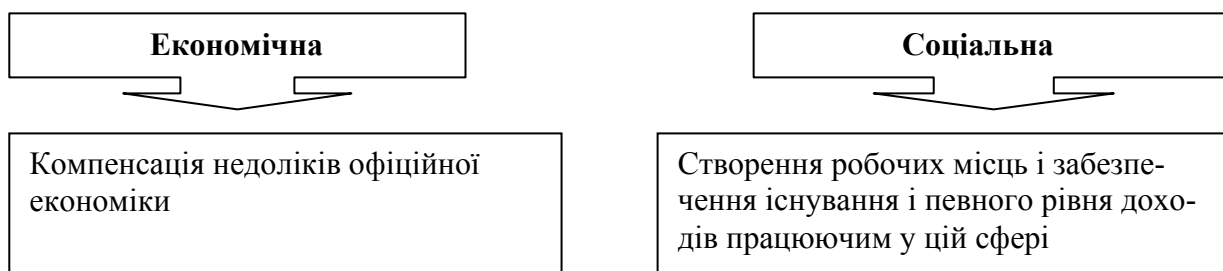 Економічна
Соціальна
Компенсація недоліків офіційної
економіки
Створення робочих місць і забезпе-
чення існування і певного рівня дохо-
дів працюючим у цій сфері